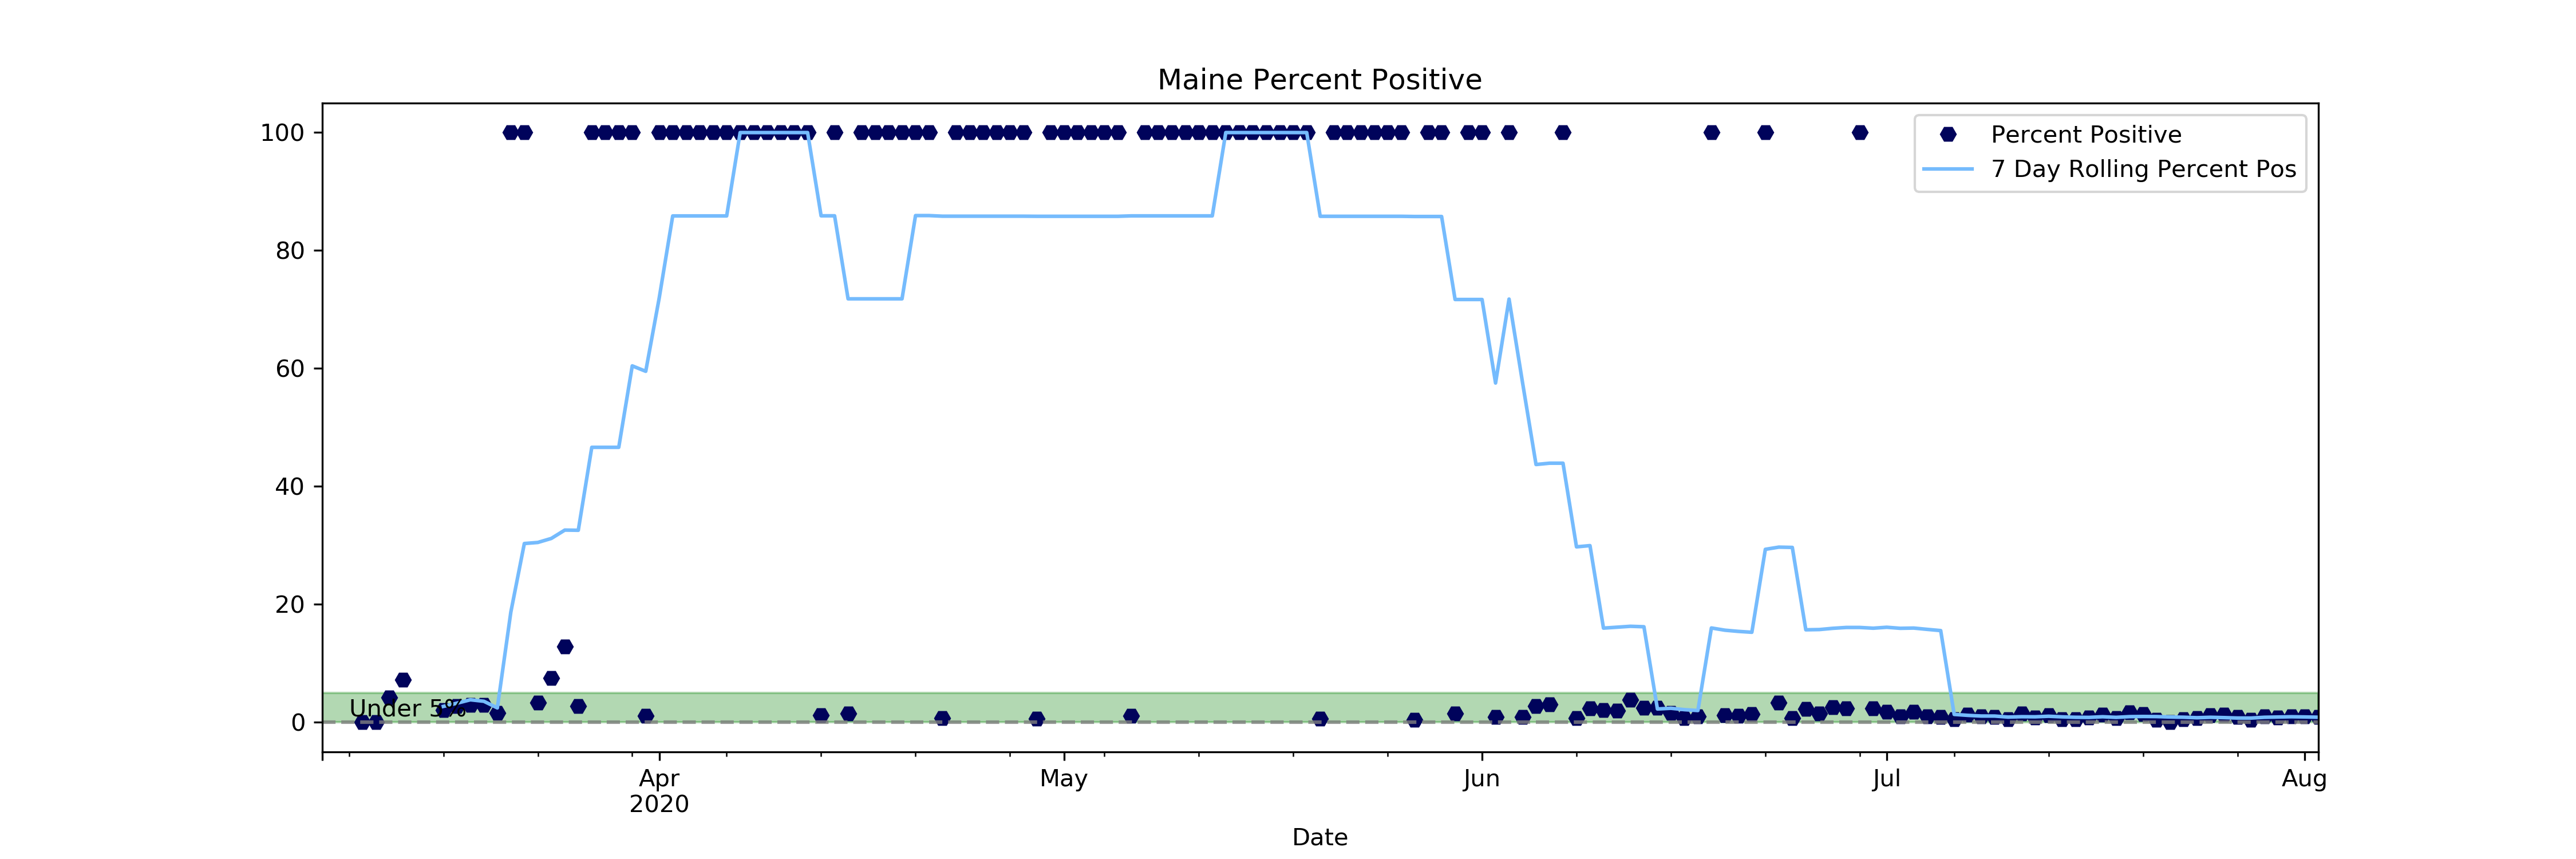 Maine Percent Positive
100
80
60
40
20
0
Percent Positive
7 Day Rolling Percent Pos
Under 5%
Apr
2020
May
Jun
Jul
Aug
Date